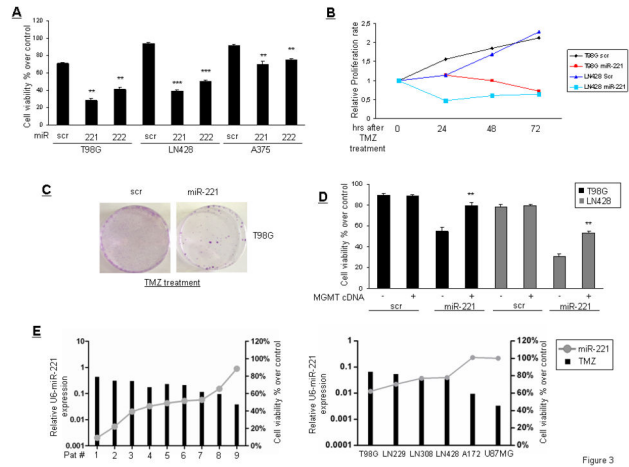 A
Cell viability % over control
120
100
80
60
40
20
0
** ** *** *** ** **
miR scr 221 222 scr 221 222 scr 221 222
T98G LN428 A375
B
Relative Proliferation rate
2,5
2
1,5
1
0,5
0
hrs after TMZ treatment
0 24 48 72
T98G scr
T98G miR-221
LN428 Scr
LN428 miR-221
C
scr miR-221
T98G
TMZ treatment
D
Cell viability % over control
100
80
60
40
20
0
** **
T98G
LN428
MGMT cDNA - + - + - + - +
scr miR-221 scr miR-221
E
Relative U6-miR-221 expression
1
0.1
0.01
0.001
Pat # 1 2 3 4 5 6 7 8 9
120%
100%
80%
60%
40%
20%
0%
Cell viability % over control
Relative U6-miR-221 expression
0.1
0.01
0.001
0.0001
T98G LN229 LN308 LN428 A172 U87MG
120%
100%
80%
60%
40%
20%
0%
Cell viability % over control
miR-221
TMZ
Figure 3